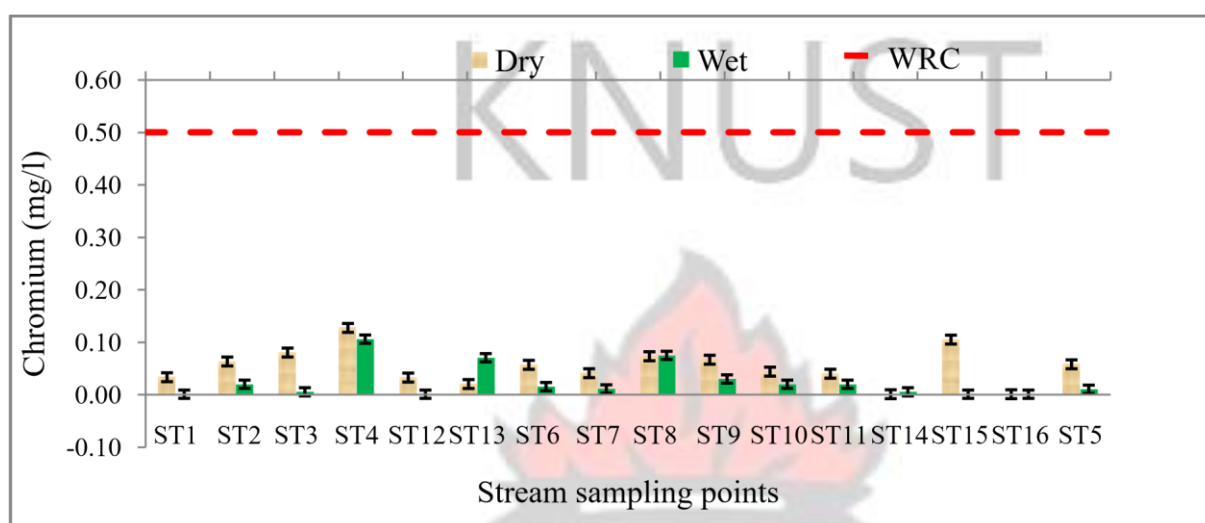 KNUST
Dry Wet WRC
0.60
0.50
0.40
0.30
0.20
0.10
0.00
-0.10
Chromium (mg/l)
ST1 ST2 ST3 ST4 ST12 ST13 ST6 ST7 ST8 ST9 ST10 ST11 ST14 ST15 ST16 ST5
Stream sampling points